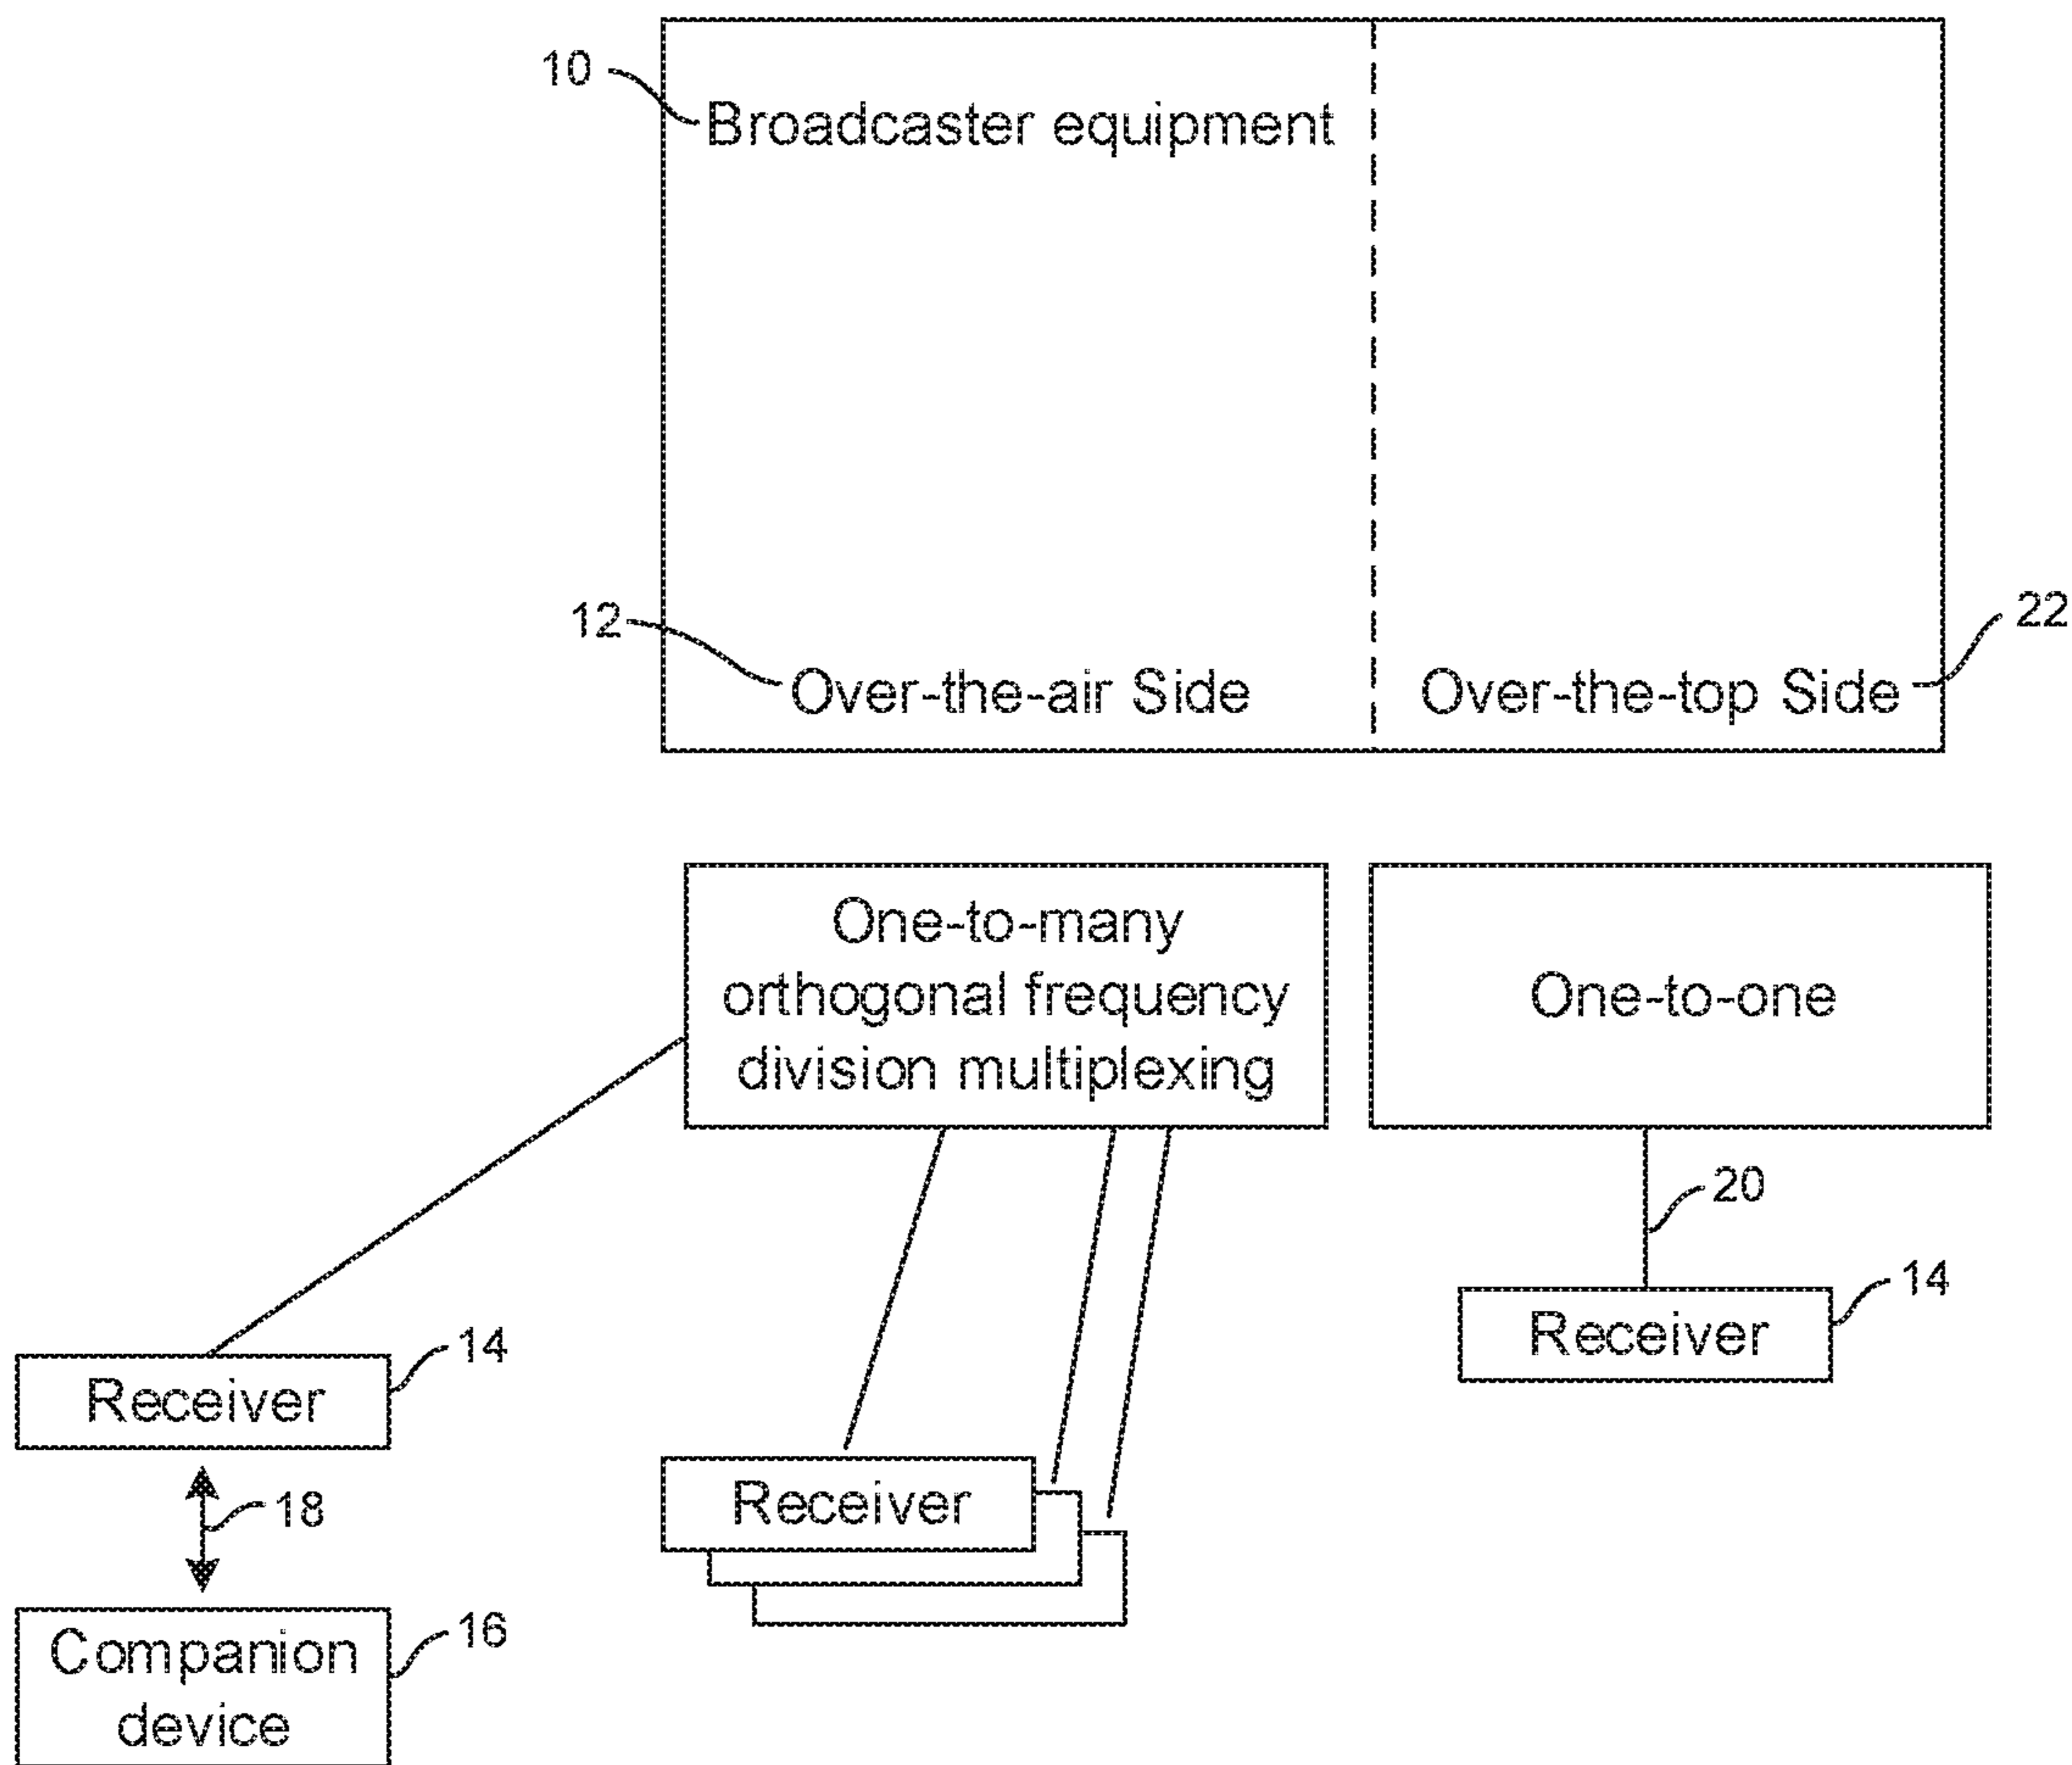 10
Broadcaster equipment
12
22
Over-the-air Side
Over-the-top Side
One-to-many
orthogonal frequency
division multiplexing
One-to-one
20
14
Receiver
14
Receiver
18
Receiver
16
Companion
device